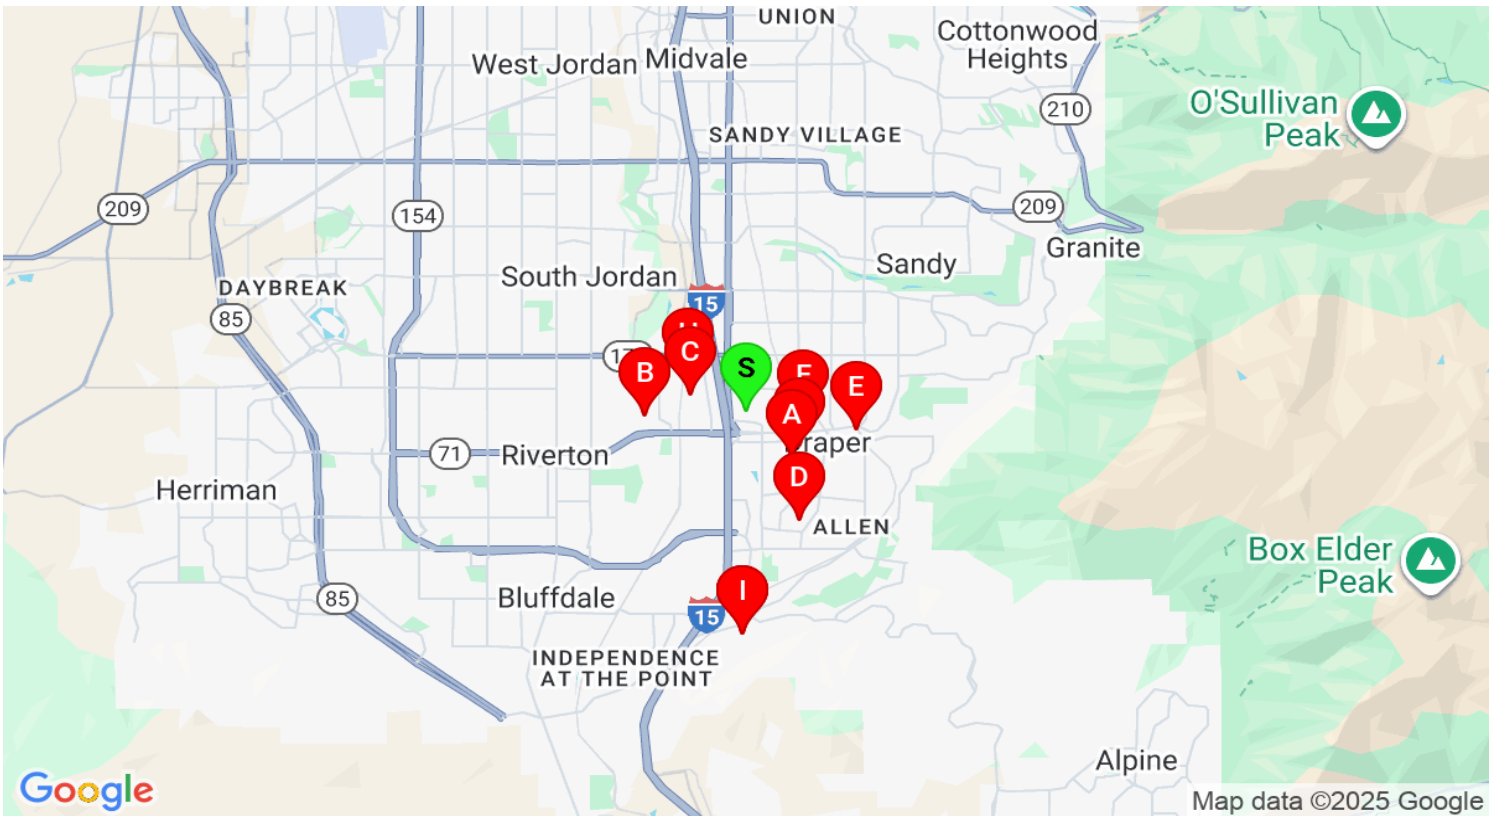 UNION
Cottonwood
Heights
West Jordan
Midvale
210
O'Sullivan
Peak
SANDY VILLAGE
209
154
209
Granite
Sandy
South Jordan
DAYBREAK
15
85
C
S
B
F
E
A
Draper
71
Riverton
D
Herriman
ALLEN
Box Elder
Peak
I
85
Bluffdale
15
INDEPENDENCE
AT THE POINT
Alpine
Google
Map data ©2025 Google